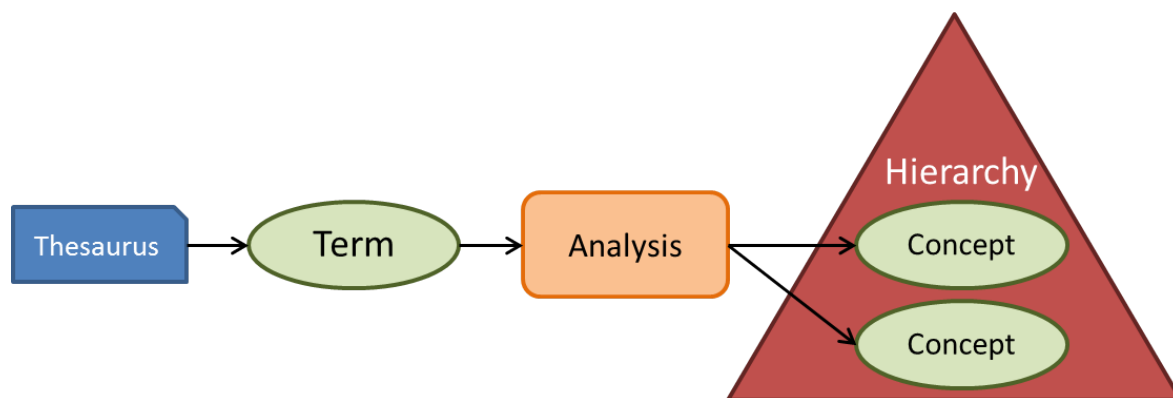 Thesaurus
Term
Analysis
Hierarchy
Concept
Concept